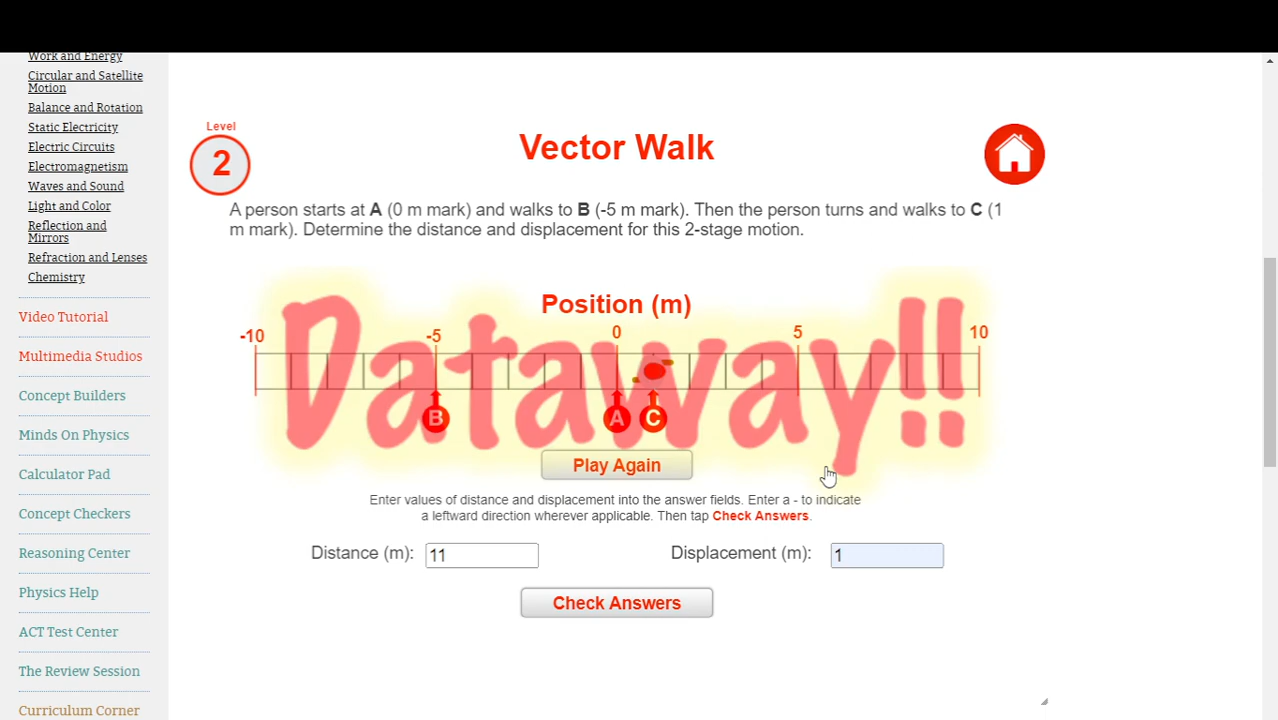 Work and Energy
Circular and Satellite
Motion
Balance and Rotation
Static Electricity
Electric Circuits
Electromagnetism
Waves and Sound
Light and Color
Reflection and
Mirrors
Refraction and Lenses
Chemistry
Video Tutorial
Multimedia Studios
Concept Builders
Minds On Physics
Calculator Pad
Concept Checkers
Reasoning Center
Physics Help
ACT Test Center
The Review Session
Curriculum Corner
Level
2
Vector Walk
A person starts at A (0 m mark) and walks to B (-5 m mark). Then the person turns and walks to C (1
m mark). Determine the distance and displacement for this 2-stage motion.
Position (m)
-10 -5 0 5 10
Dataway!!
B A C
Play Again
Enter values of distance and displacement into the answer fields. Enter a - to indicate
a leftward direction wherever applicable. Then tap Check Answers.
Distance (m): 11 Displacement (m): 1
Check Answers